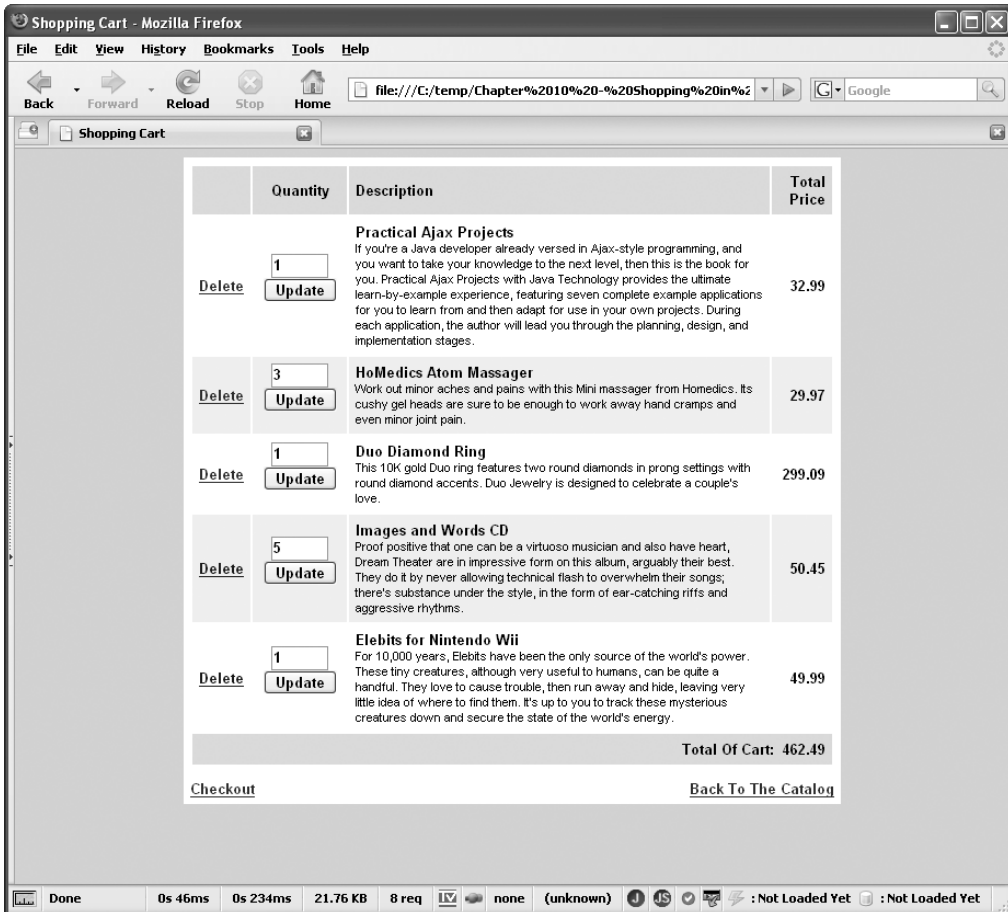 Shopping Cart - Mozilla Firefox
File Edit View History Bookmarks Tools Help
Back Forward Reload Stop Home file:///C:/temp/Chapter%2010%20-%20Shopping%20in%2 G Google
Shopping Cart
Quantity Description Total
Price
Practical Ajax Projects
If you're a Java developer already versed in Ajax-style programming, and
you want to take your knowledge to the next level, then this is the book for
you. Practical Ajax Projects with Java Technology provides the ultimate
learn-by-example experience, featuring seven complete example applications
for you to learn from and then adapt for use in your own projects. During
each application, the author will lead you through the planning, design, and
implementation stages.
Delete 1 Update 32.99
HoMedics Atom Massager
Work out minor aches and pains with this Mini massager from Homedics. Its
cushy gel heads are sure to be enough to work away hand cramps and
even minor joint pain.
Delete 3 Update 29.97
Duo Diamond Ring
This 10K gold Duo ring features two round diamonds in prong settings with
round diamond accents. Duo Jewelry is designed to celebrate a couple's
love.
Delete 1 Update 299.09
Images and Words CD
Proof positive that one can be a virtuoso musician and also have heart,
Dream Theater are in impressive form on this album, arguably their best.
They do it by never allowing technical flash to overwhelm their songs;
there's substance under the style, in the form of ear-catching riffs and
aggressive rhythms.
Delete 5 Update 50.45
Elebits for Nintendo Wii
For 10,000 years, Elebits have been the only source of the world's power.
These tiny creatures, although very useful to humans, can be quite a
handful. They love to cause trouble, then run away and hide, leaving very
little idea of where to find them. It's up to you to track these mysterious
creatures down and secure the state of the world's energy.
Delete 1 Update 49.99
Total Of Cart: 462.49
Checkout Back To The Catalog
Done 0s 46ms 0s 234ms 21.76 KB 8 req none (unknown) J JS : Not Loaded Yet : Not Loaded Yet